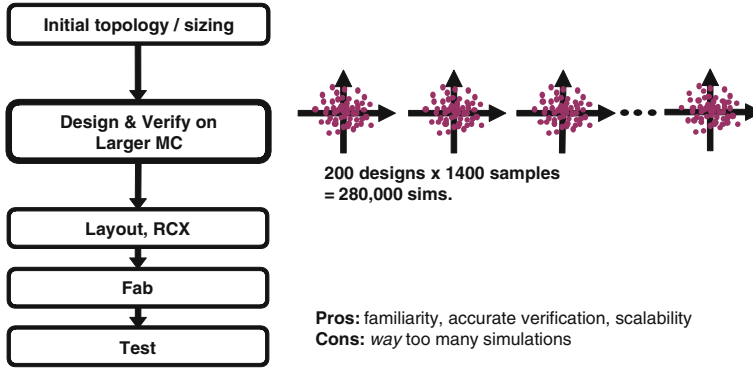 Initial topology / sizing
Design & Verify on
Larger MC
200 designs x 1400 samples
= 280,000 sims.
Layout, RCX
Fab
Test
Pros: familiarity, accurate verification, scalability
Cons: way too many simulations